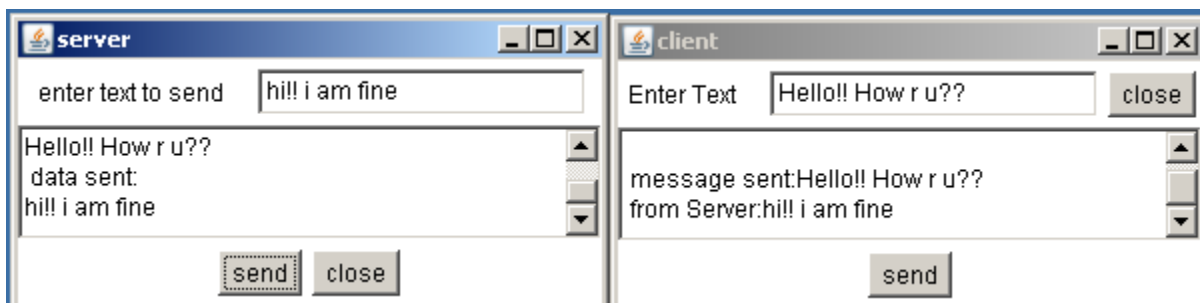 server
enter text to send
hi!! i am fine
Hello!! How r u??
data sent:
hi!! i am fine
send
close
client
Enter Text
Hello!! How r u??
close
message sent:Hello!! How r u??
from Server:hi!! i am fine
send